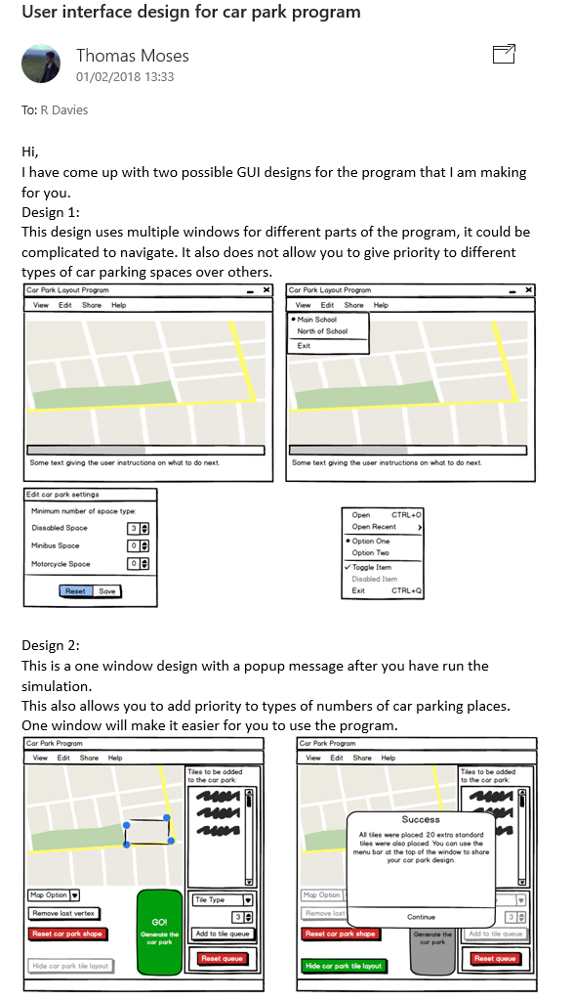 User interface design for car park program
Thomas Moses
01/02/2018 13:33
To: R Davies
Hi,
I have come up with two possible GUI designs for the program that I am making
for you.
Design 1:
This design uses multiple windows for different parts of the program, it could be
complicated to navigate. It also does not allow you to give priority to different
types of car parking spaces over others.
Car Park Layout Program
View Edit Share Help
Some text giving the user instructions on what to do next.
Car Park Layout Program
View Edit Share Help
Main School
North of School
Exit
Some text giving the user instructions on what to do next.
Edit car park settings
Minimum number of space type:
Dissabled Space 3
Minibus Space 0
Motorcycle Space 0
Reset Save
Open CTRL+O
Open Recent
Option One
Option Two
Toggle Item
Disabled Item
Exit CTRL+Q
Design 2:
This is a one window design with a popup message after you have run the
simulation.
This also allows you to add priority to types of numbers of car parking places.
One window will make it easier for you to use the program.
Car Park Program
View Edit Share Help
Tiles to be added
to the car park:
Map Option
Remove last vertex
Reset car park shape
Hide car park tile layout
GO!
Generate the
car park
Tile Type
3
Add to tile queue
Reset queue
Car Park Program
View Edit Share Help
Tiles to be added
to the car park:
Success
All tiles were placed. 20 extra standard
tiles were also placed. You can use the
menu bar at the top of the window to share
your car park design.
Continue
Map Option
Remove last
Reset car park shape
Hide car park tile layout
Generate the
car park
3
Add to tile queue
Reset queue